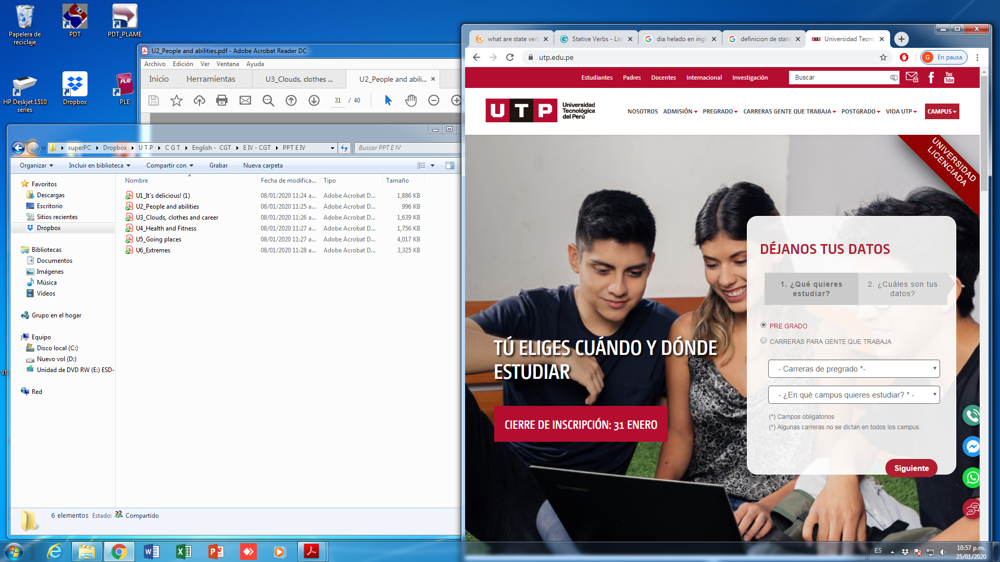 Papelera de
reciclaje
PDT
PDT_PLAME
HP Deskjet 1510
series
Dropbox
PLE
U2_People and abilities.pdf - Adobe Acrobat Reader DC
Archivo Edición Ver Ventana Ayuda
Inicio Herramientas U3_Clouds, clothes ... U2_People and abili... ×
31 / 40
superPC Dropbox U T P C G T English - CGT E IV - CGT PPT E IV
Buscar PPT E IV
Organizar Incluir en biblioteca Compartir con Grabar Nueva carpeta
Nombre Fecha de modifica... Tipo Tamaño
U1_It´s delicious! (1) 08/01/2020 11:24 a... Adobe Acrobat D... 1,886 KB
U2_People and abilities 08/01/2020 11:25 a... Adobe Acrobat D... 996 KB
U3_Clouds, clothes and career 08/01/2020 11:26 a... Adobe Acrobat D... 1,639 KB
U4_Health and Fitness 08/01/2020 11:27 a... Adobe Acrobat D... 1,756 KB
U5_Going places 08/01/2020 11:27 a... Adobe Acrobat D... 4,017 KB
U6_Extremes 08/01/2020 11:28 a... Adobe Acrobat D... 3,325 KB
Favoritos
Descargas
Escritorio
Sitios recientes
Dropbox
Bibliotecas
Documentos
Imágenes
Música
Vídeos
Grupo en el hogar
Equipo
Disco local (C:)
Nuevo vol (D:)
Unidad de DVD RW (E:) ESD-
Red
6 elementos Estado: Compartido
what are state ver
Stative Verbs - List
dia helado en ingl
definicion de state
Universidad Tecno
utp.edu.pe
G En pausa
Estudiantes Padres Docentes Internacional Investigación
Buscar
You
Tube
UTP
Universidad
Tecnológica
del Perú
NOSOTROS ADMISIÓN PREGRADO CARRERAS GENTE QUE TRABAJA POSTGRADO VIDA UTP CAMPUS
UNIVERSIDAD
LICENCIADA
TÚ ELIGES CUÁNDO Y DÓNDE
ESTUDIAR
CIERRE DE INSCRIPCIÓN: 31 ENERO
DÉJANOS TUS DATOS
1. ¿Qué quieres
estudiar?
2. ¿Cuáles son tus
datos?
PRE GRADO
CARRERAS PARA GENTE QUE TRABAJA
- Carreras de pregrado *-
- ¿En qué campus quieres estudiar? * -
(*) Campos obligatorios
(*) Algunas carreras no se dictan en todos los campus.
Siguiente
lenovo
ES
10:57 p.m.
25/01/2020